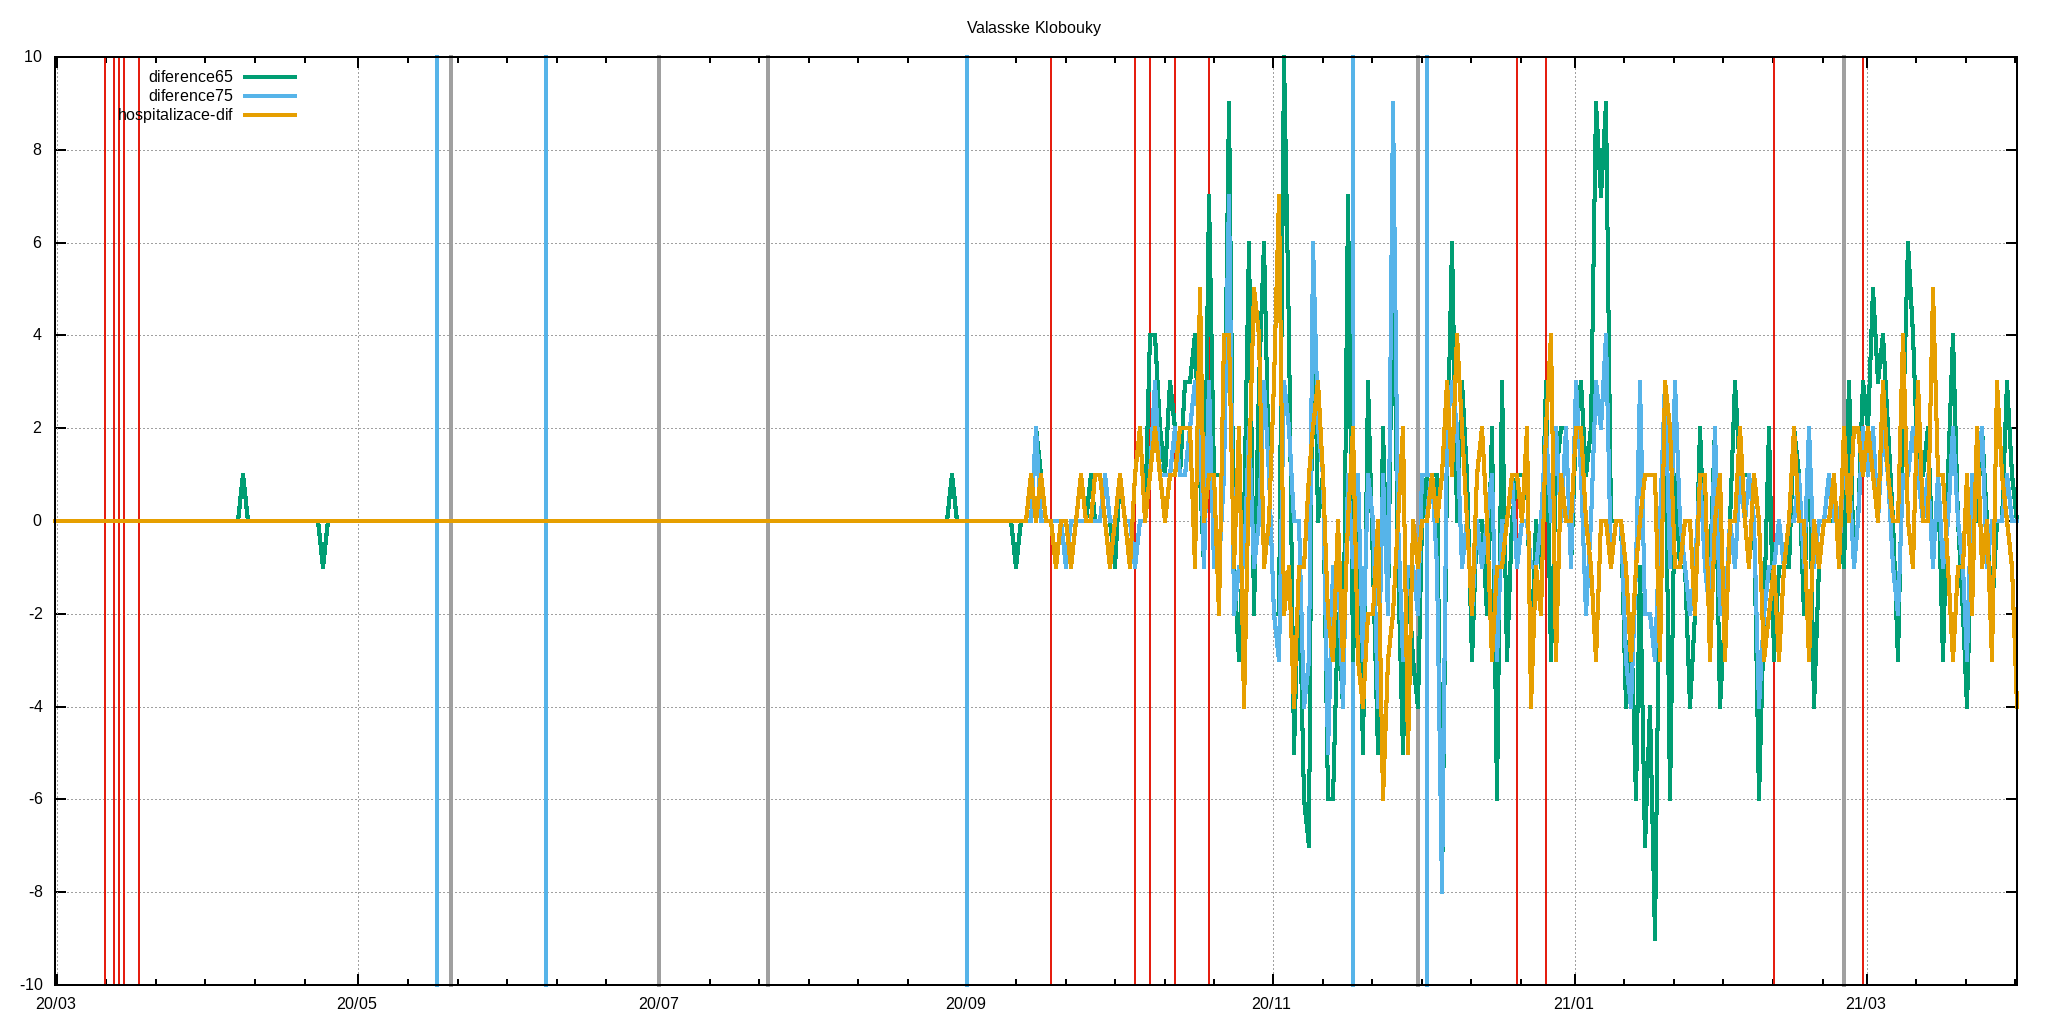 Valasske Klobouky
10
diference65
diference75
hospitalizace-dif
8
6
4
2
0
-2
-4
-6
-8
-10
20/03 20/05 20/07 20/09 20/11 21/01 21/03